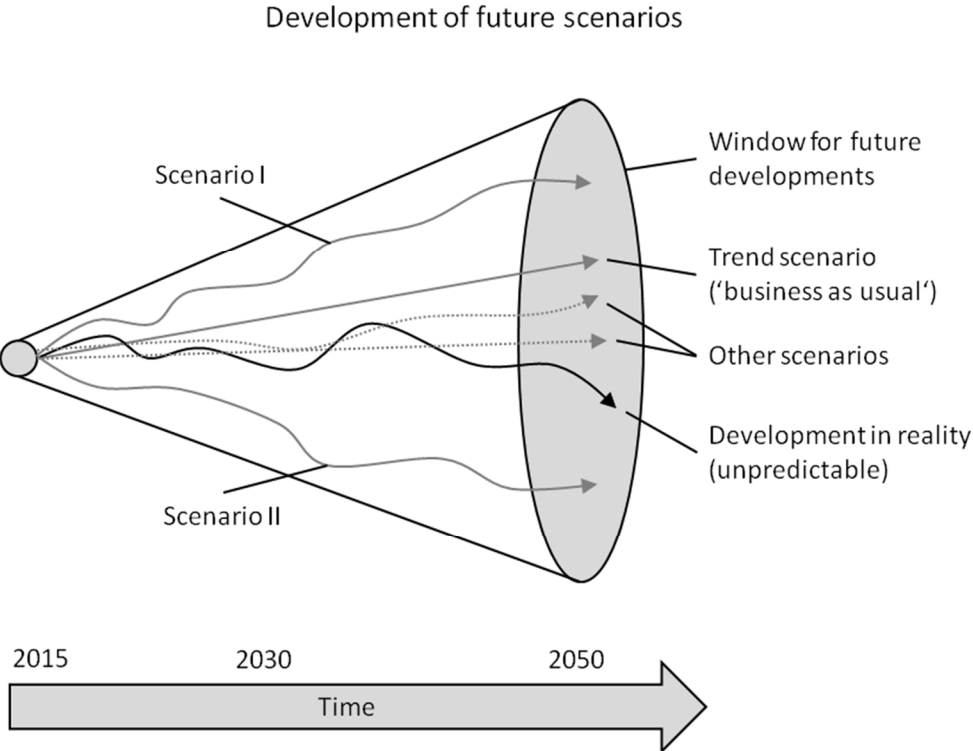 Development of future scenarios
Scenario I
Window for future
developments
Trend scenario
(‘business as usual‘)
Other scenarios
Development in reality
(unpredictable)
Scenario II
2015
2030
2050
Time